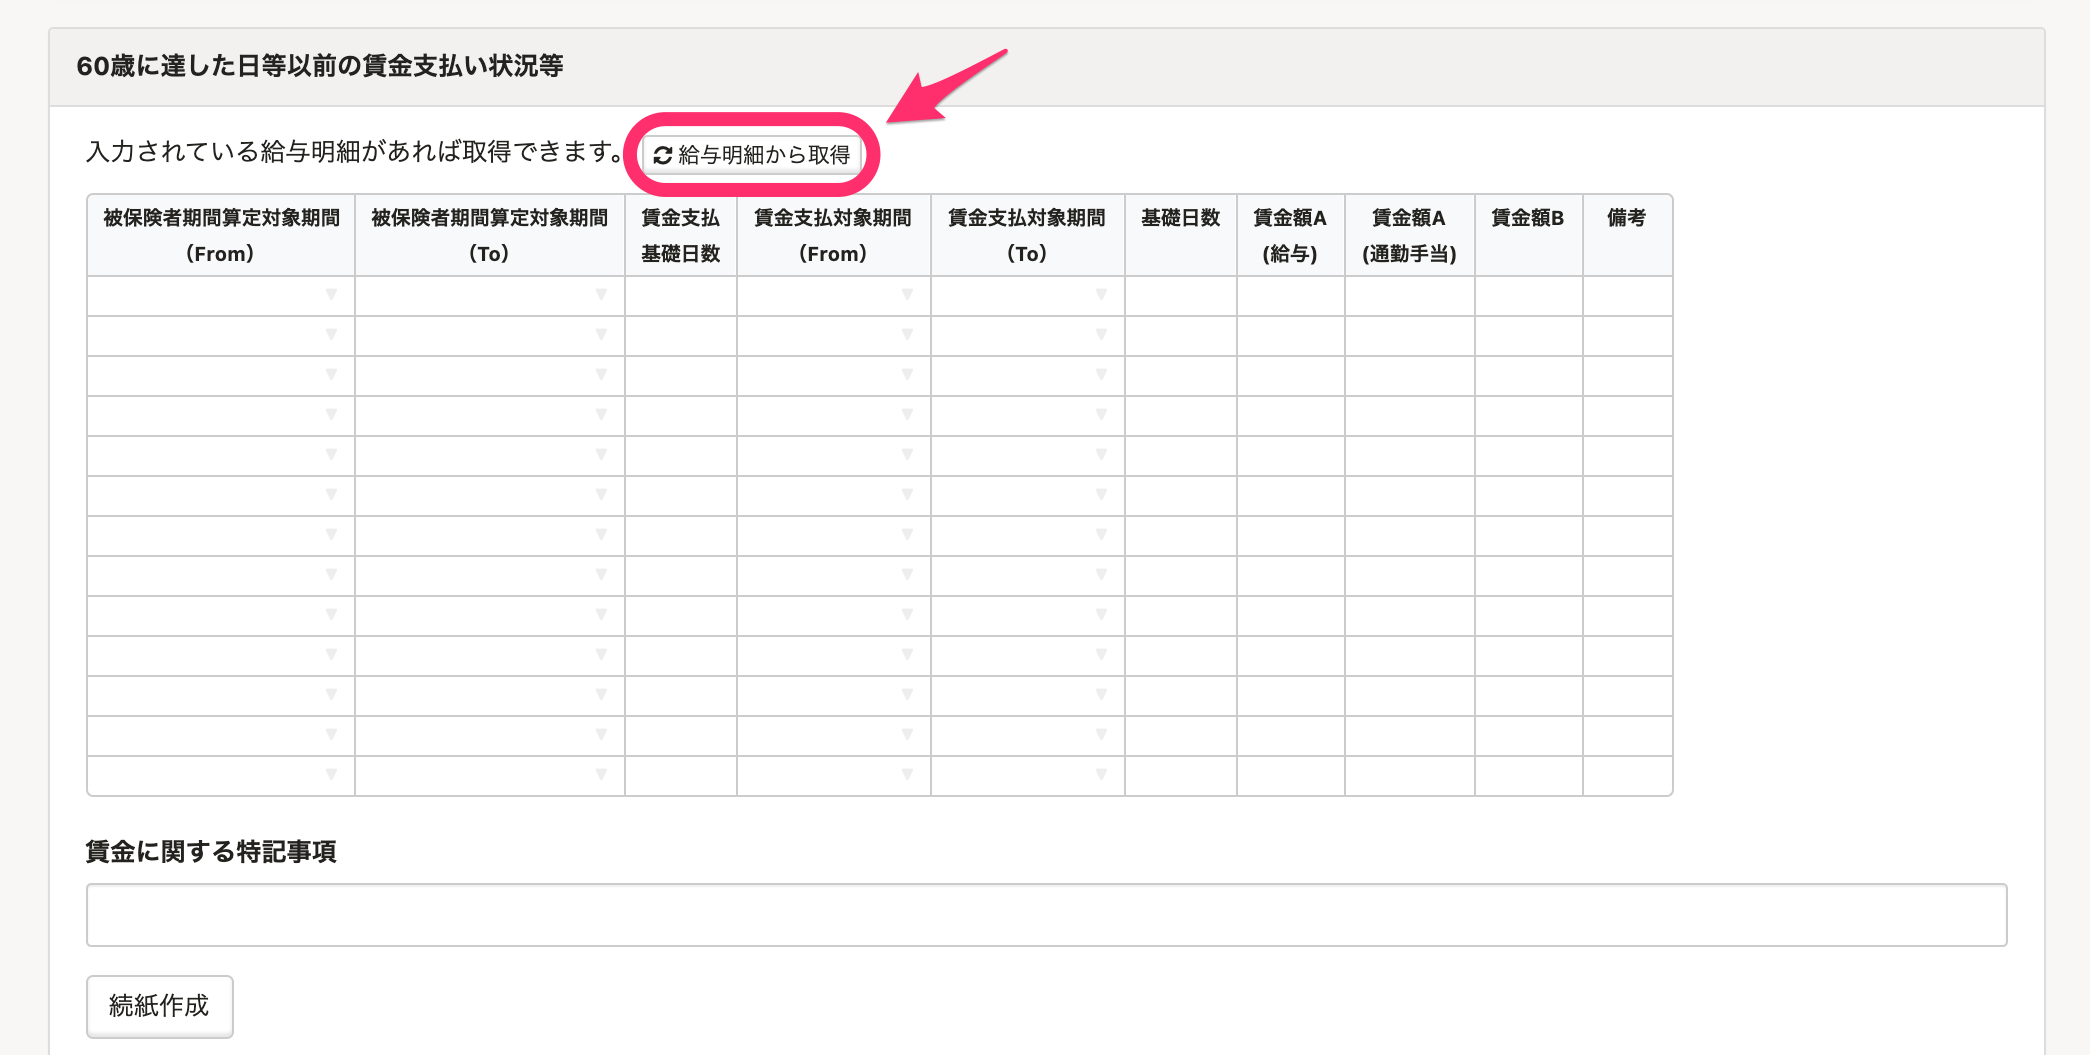 60歳に達した日等以前の賃金支払い状況等
入力されている給与明細があれば取得できます。 給与明細から取得
被保険者期間算定対象期間 被保険者期間算定対象期間 賃金支払 賃金支払対象期間 賃金支払対象期間 基礎日数 賃金額A 賃金額A 賃金額B 備考
（From） （To） 基礎日数 （From） （To） (給与) (通勤手当)
賃金に関する特記事項
続紙作成